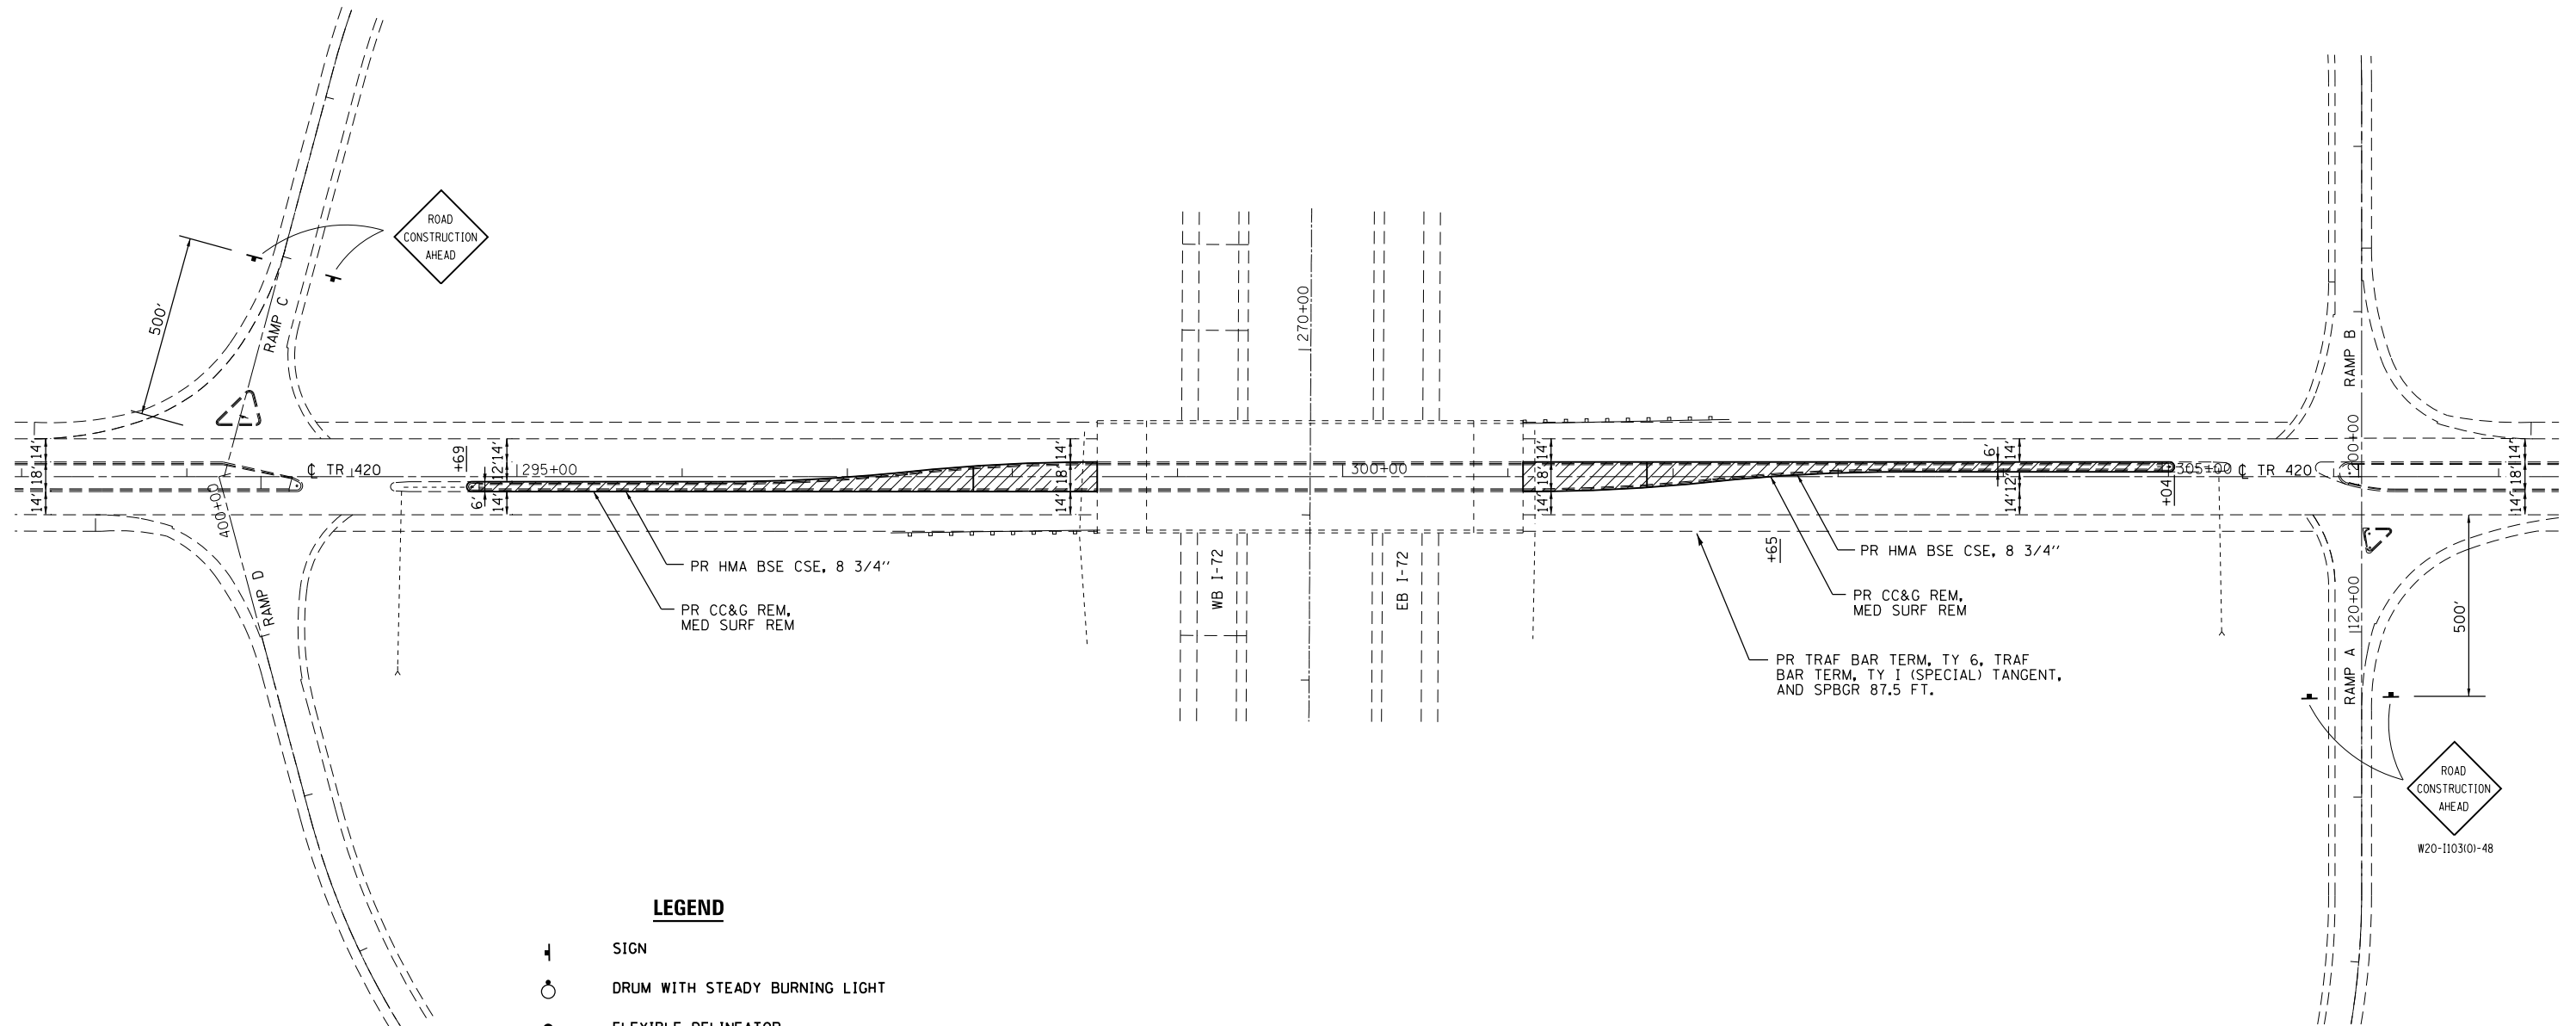 ROAD
CONSTRUCTION
AHEAD
500'
RAMP C
270+00
RAMP B
200+00
14'
18'
14'
℄ TR 420
+69
6'
14'
12'
14'
295+00
14'
18'
14'
300+00
14'
18'
14'
6'
14'
12'
14'
305+00
+04
℄ TR 420
14'
18'
14'
400+00
RAMP D
PR HMA BSE CSE, 8 3/4"
PR CC&G REM,
MED SURF REM
WB I-72
EB I-72
+65
PR HMA BSE CSE, 8 3/4"
PR CC&G REM,
MED SURF REM
PR TRAF BAR TERM, TY 6, TRAF
BAR TERM, TY I (SPECIAL) TANGENT,
AND SPBGR 87.5 FT.
120+00
RAMP A
500'
ROAD
CONSTRUCTION
AHEAD
W20-I103(0)-48
LEGEND
SIGN
DRUM WITH STEADY BURNING LIGHT